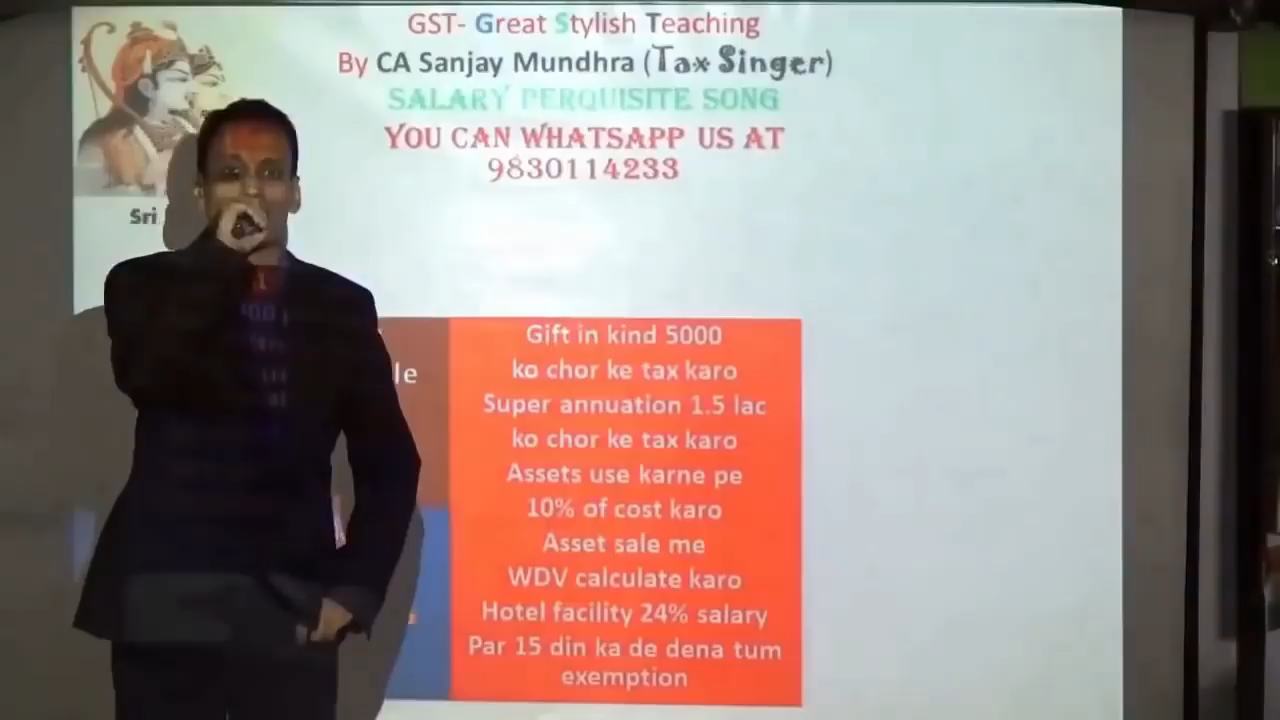 GST- Great Stylish Teaching
By CA Sanjay Mundhra (Tax Singer)
SALARY PERQUISITE SONG
YOU CAN WHATSAPP US AT
9830114233
Sri
le
Gift in kind 5000
ko chor ke tax karo
Super annuation 1.5 lac
ko chor ke tax karo
Assets use karne pe
10% of cost karo
Asset sale me
WDV calculate karo
Hotel facility 24% salary
Par 15 din ka de dena tum
exemption